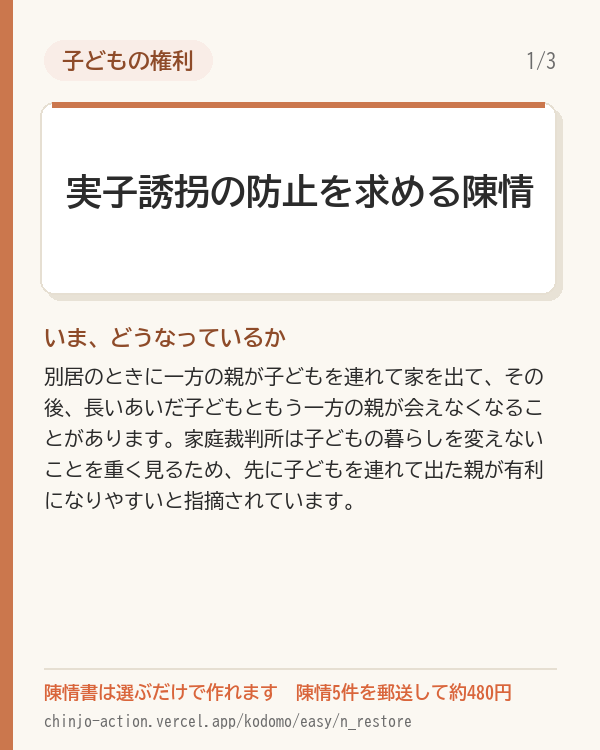 子どもの権利
1/3
実子誘拐の防止を求める陳情
いま、どうなっているか
別居のときに一方の親が子どもを連れて家を出て、その
後、長いあいだ子どもともう一方の親が会えなくなるこ
とがあります。家庭裁判所は子どもの暮らしを変えない
ことを重く見るため、先に子どもを連れて出た親が有利
になりやすいと指摘されています。
陳情書は選ぶだけで作れます　陳情5件を郵送して約480円
chinjo-action.vercel.app/kodomo/easy/n_restore